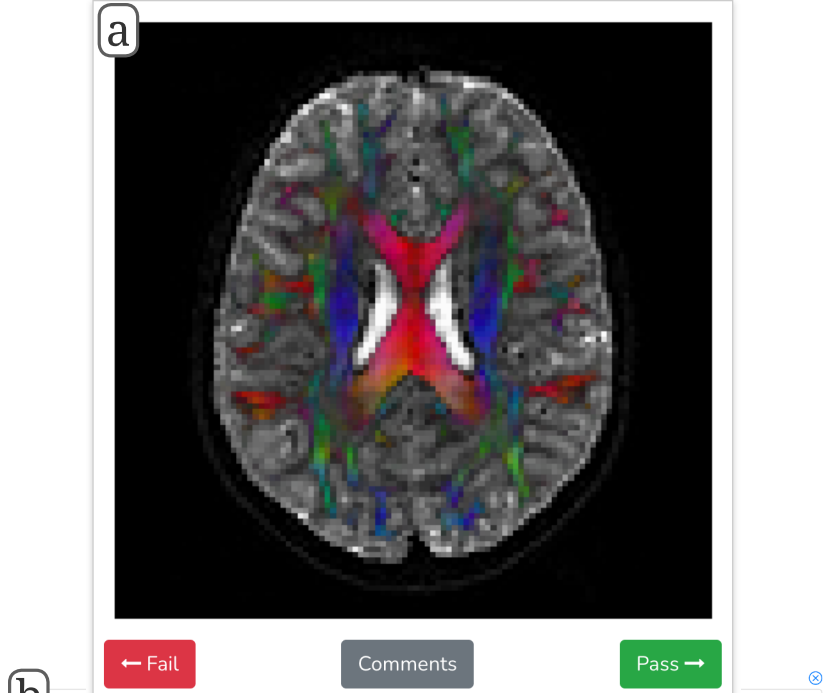 a
← Fail
Comments
Pass →
b